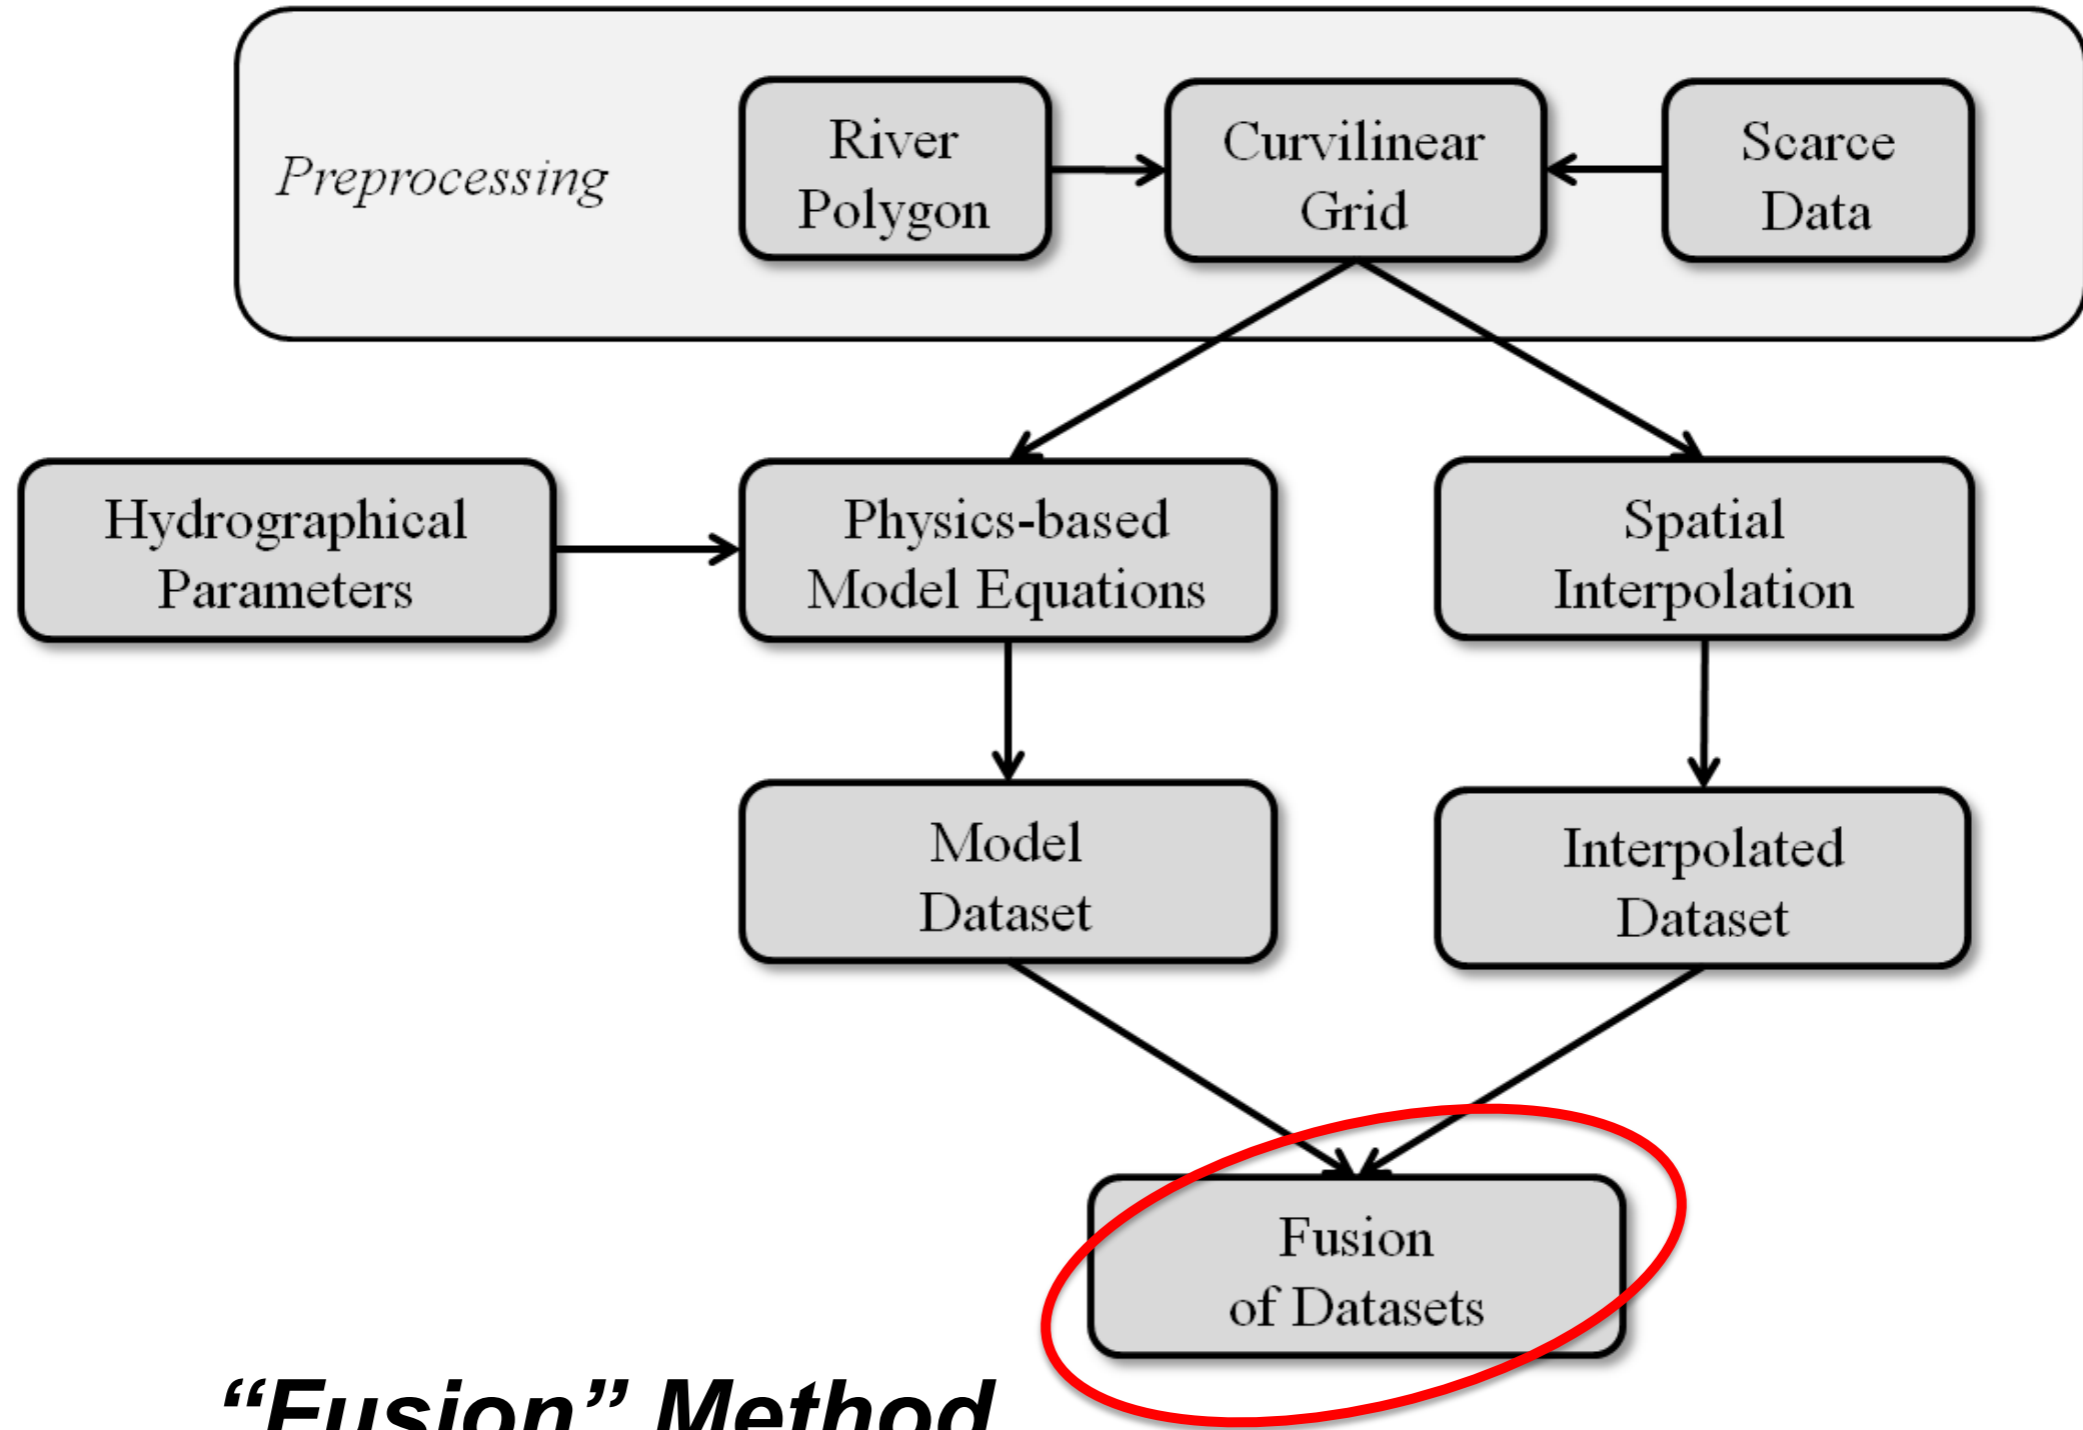 Preprocessing
River
Polygon
Curvilinear
Grid
Scarce
Data
Hydrographical
Parameters
Physics-based
Model Equations
Spatial
Interpolation
Model
Dataset
Interpolated
Dataset
Fusion
of Datasets
“Fusion” Method